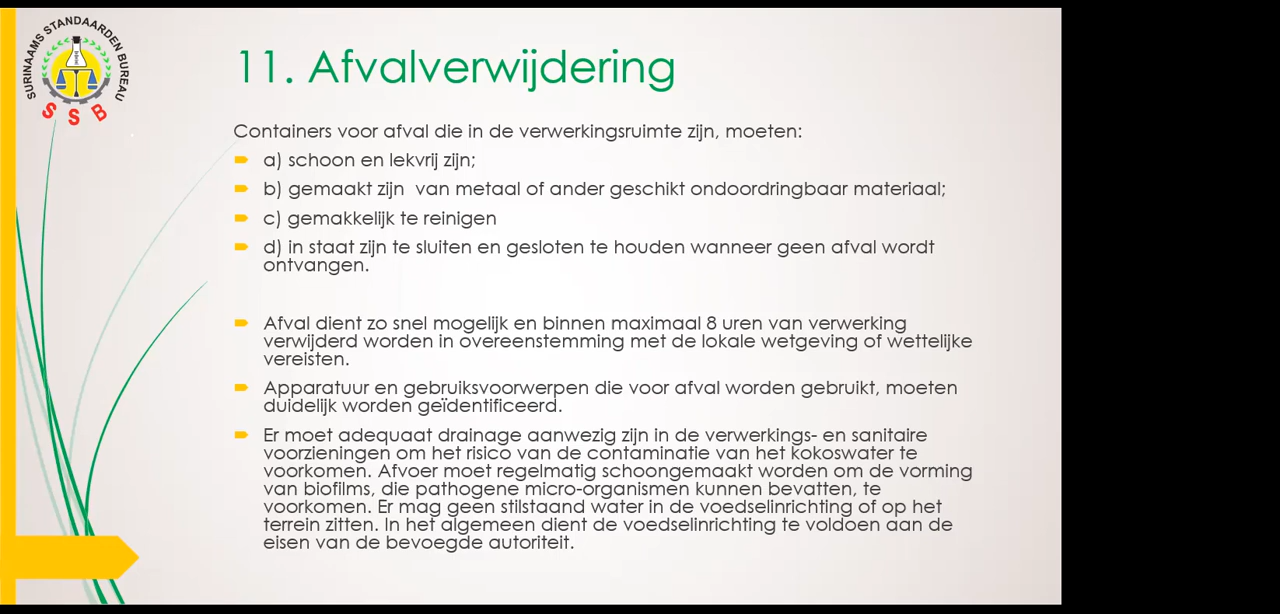 SURINAAMS STANDAARDEN BUREAU
S S B
11. Afvalverwijdering
Containers voor afval die in de verwerkingsruimte zijn, moeten:
a) schoon en lekvrij zijn;
b) gemaakt zijn  van metaal of ander geschikt ondoordringbaar materiaal;
c) gemakkelijk te reinigen
d) in staat zijn te sluiten en gesloten te houden wanneer geen afval wordt
ontvangen.
Afval dient zo snel mogelijk en binnen maximaal 8 uren van verwerking
verwijderd worden in overeenstemming met de lokale wetgeving of wettelijke
vereisten.
Apparatuur en gebruiksvoorwerpen die voor afval worden gebruikt, moeten
duidelijk worden geïdentificeerd.
Er moet adequaat drainage aanwezig zijn in de verwerkings- en sanitaire
voorzieningen om het risico van de contaminatie van het kokoswater te
voorkomen. Afvoer moet regelmatig schoongemaakt worden om de vorming
van biofilms, die pathogene micro-organismen kunnen bevatten, te
voorkomen. Er mag geen stilstaand water in de voedselinrichting of op het
terrein zitten. In het algemeen dient de voedselinrichting te voldoen aan de
eisen van de bevoegde autoriteit.